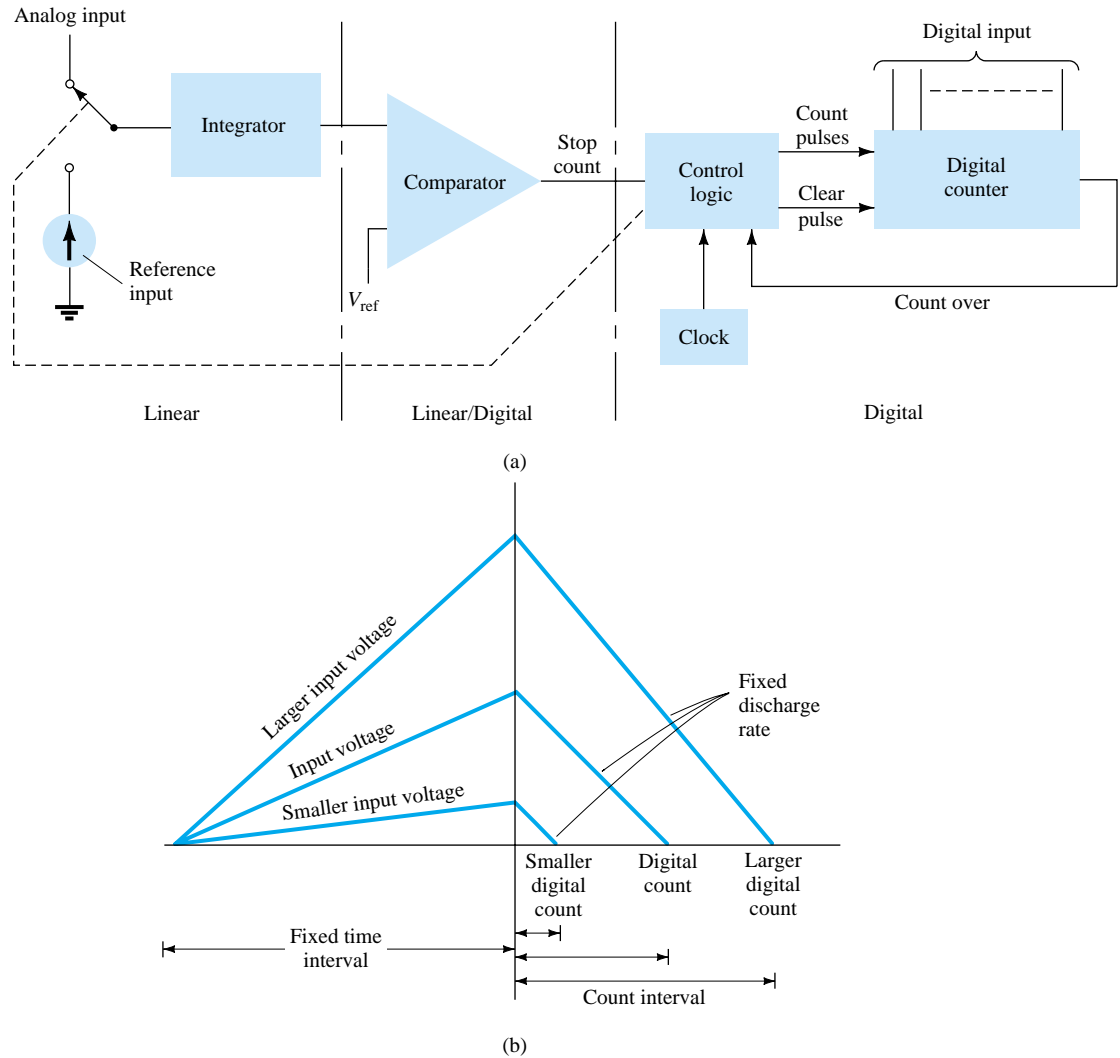 Analog input
Digital input
Integrator
Comparator
Stop
count
Control
logic
Count
pulses
Clear
pulse
Digital
counter
Reference
input
Vref
Count over
Clock
Linear
Linear/Digital
Digital
(a)
Larger input voltage
Input voltage
Smaller input voltage
Fixed
discharge
rate
Smaller
digital
count
Digital
count
Larger
digital
count
Fixed time
interval
Count interval
(b)